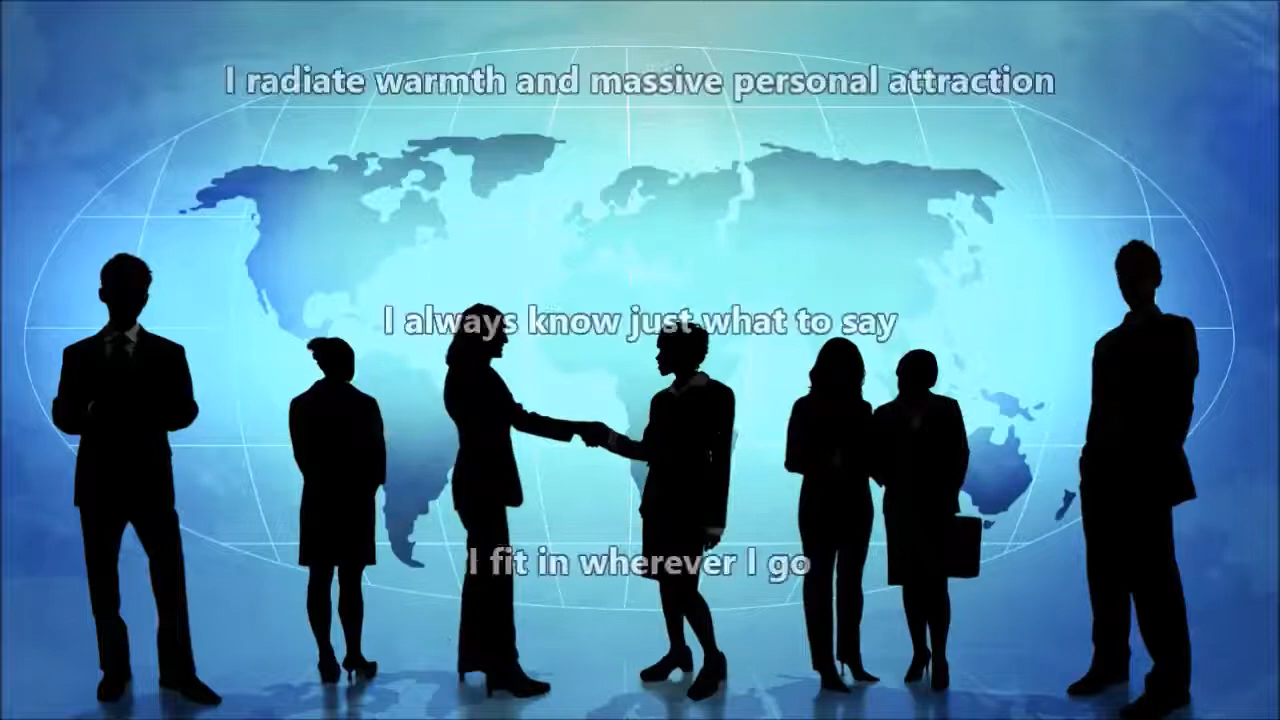 I radiate warmth and massive personal attraction
I always know just what to say
I fit in wherever I go